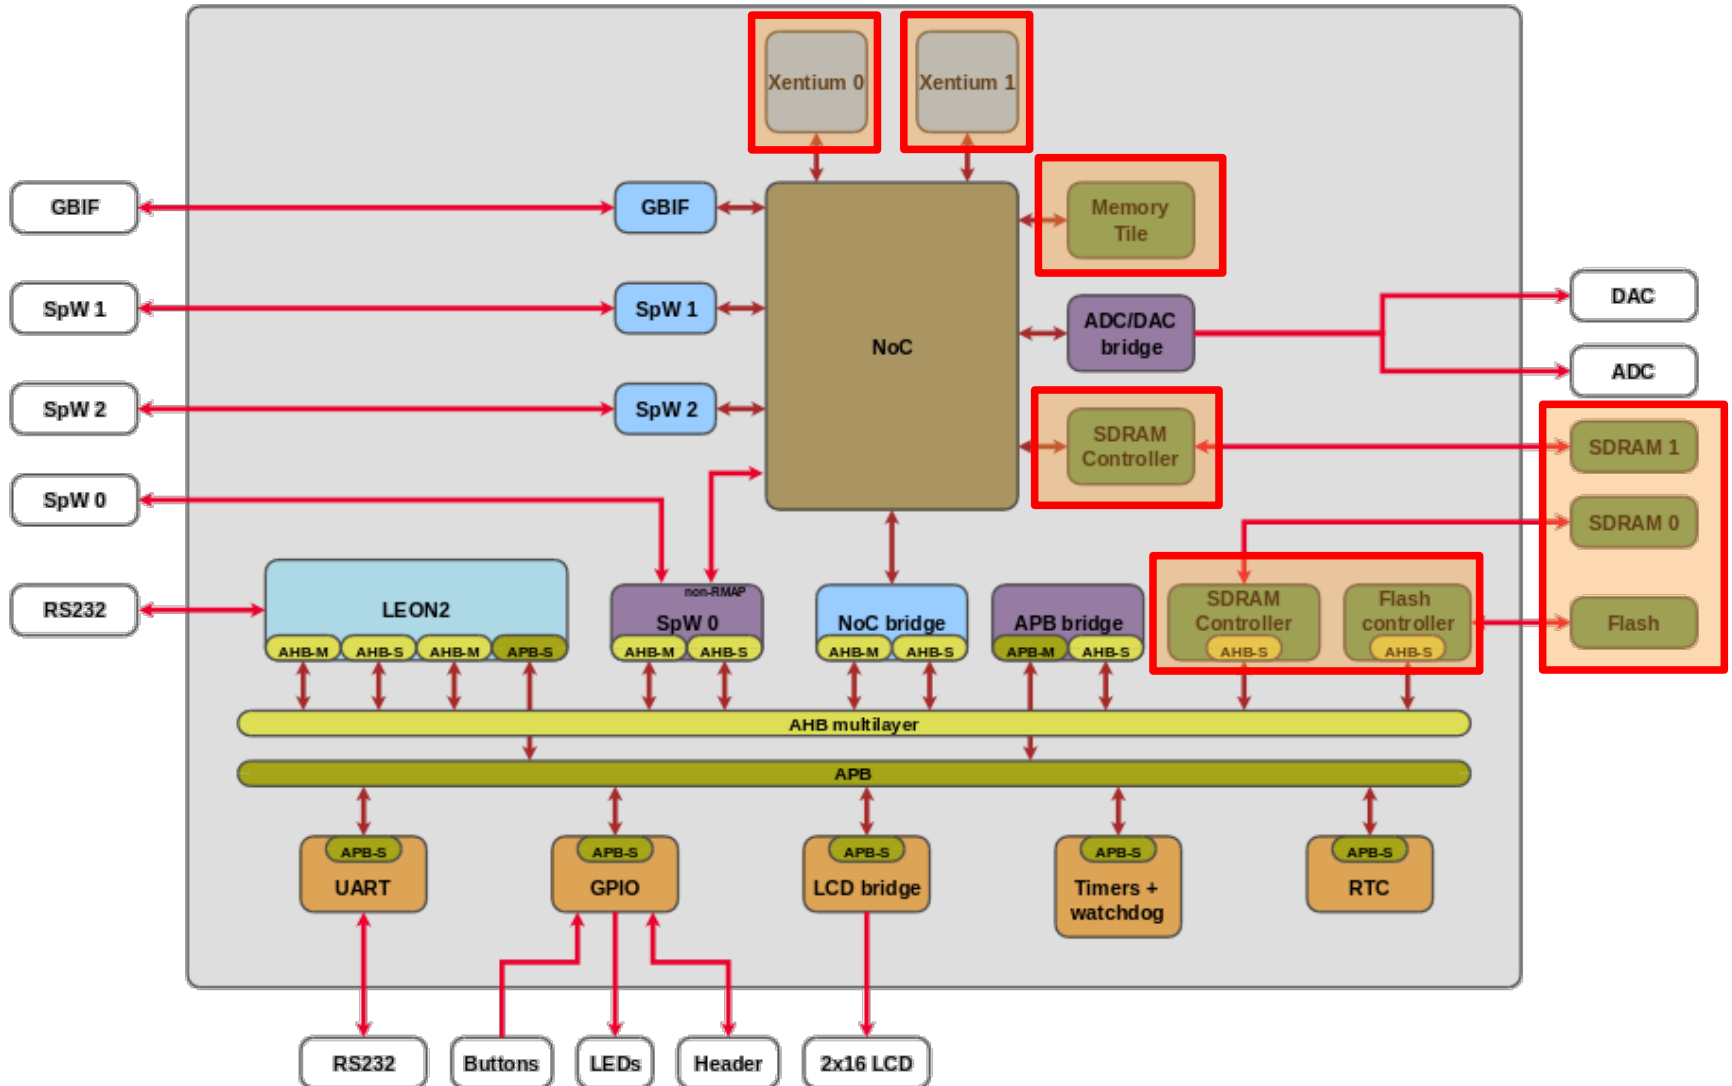 Xentium 0
Xentium 1
GBIF
GBIF
Memory
Tile
SpW 1
SpW 1
NoC
ADC/DAC
bridge
DAC
ADC
SpW 2
SpW 2
SDRAM
Controller
SDRAM 1
SpW 0
SDRAM 0
RS232
LEON2
AHB-M
AHB-S
AHB-M
APB-S
non-RMAP
SpW 0
AHB-M
AHB-S
NoC bridge
AHB-M
AHB-S
APB bridge
APB-M
AHB-S
SDRAM
Controller
AHB-S
Flash
controller
AHB-S
Flash
AHB multilayer
APB
APB-S
UART
APB-S
GPIO
APB-S
LCD bridge
APB-S
Timers +
watchdog
APB-S
RTC
RS232
Buttons
LEDs
Header
2x16 LCD